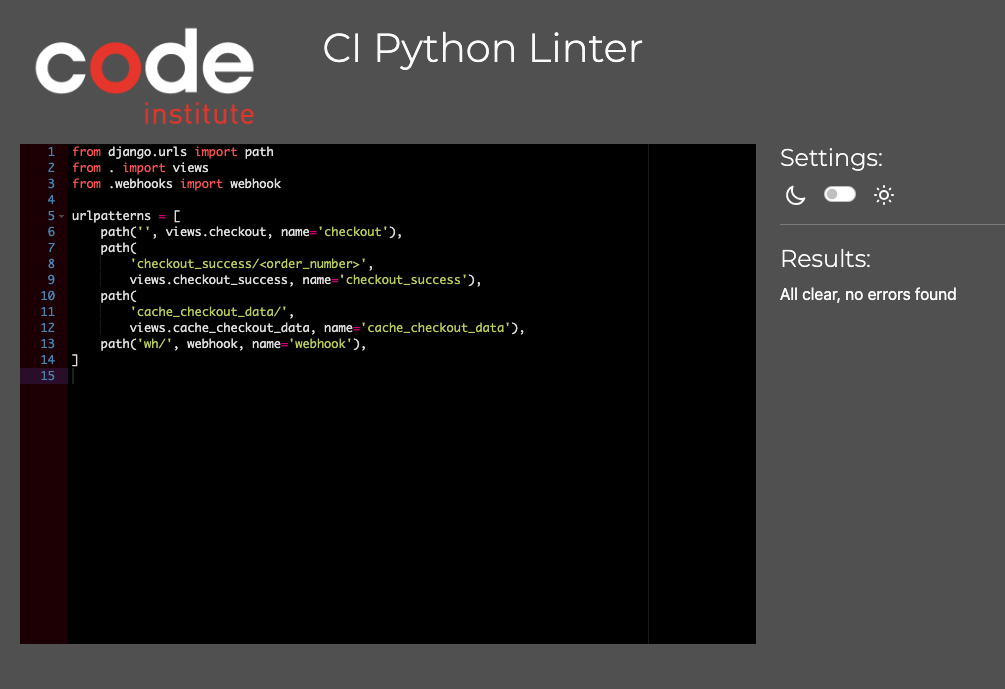 code
institute
CI Python Linter
1 from django.urls import path
2 from . import views
3 from .webhooks import webhook
4
5 urlpatterns = [
6     path('', views.checkout, name='checkout'),
7     path(
8         'checkout_success/<order_number>',
9         views.checkout_success, name='checkout_success'),
10     path(
11         'cache_checkout_data/',
12         views.cache_checkout_data, name='cache_checkout_data'),
13     path('wh/', webhook, name='webhook'),
14 ]
15
Settings:
Results:
All clear, no errors found